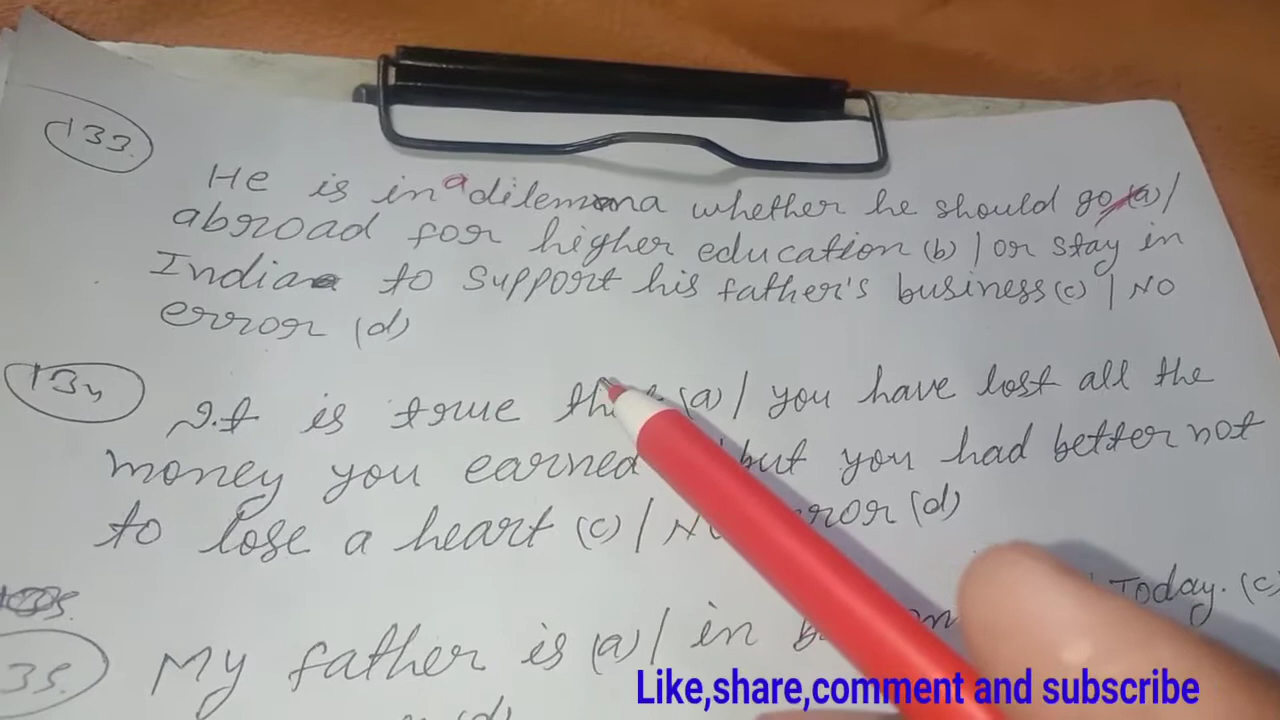 133.
He is in a dilemma whether he should go (a) /
abroad for higher education (b) / or stay in
India to support his father's business (c) / No
error (d)
134
It is true (a) / you have lost all the
money you earned but you had better not
to lose a heart (c) / error (d)
35.
Today. (c)
My father is (a) / in
(d)
Like,share,comment and subscribe